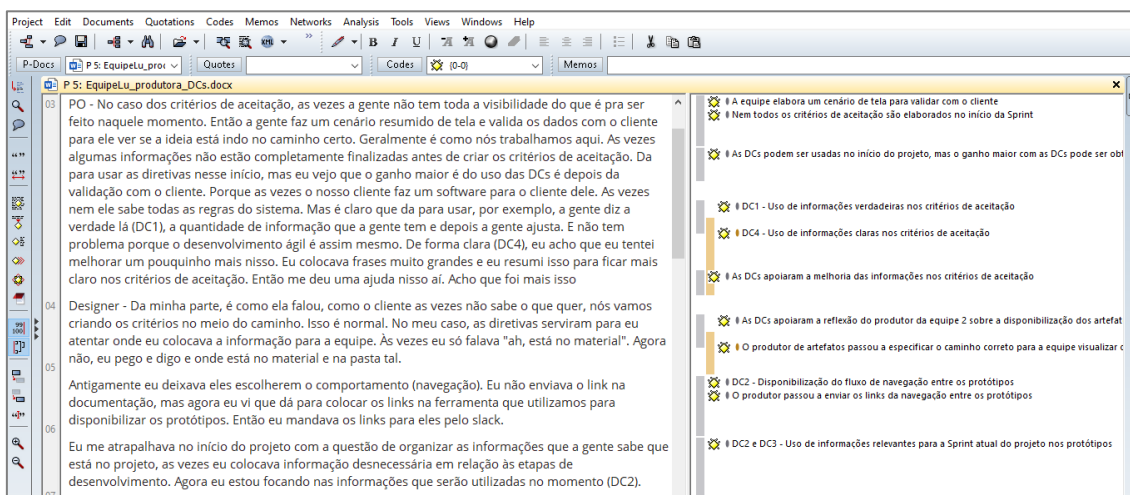 Project Edit Documents Quotations Codes Memos Networks Analysis Tools Views Windows Help
B I U
P-Docs P 5: EquipeLu_proc Quotes Codes {0-0} Memos
P 5: EquipeLu_produtora_DCs.docx
03 PO - No caso dos critérios de aceitação, as vezes a gente não tem toda a visibilidade do que é pra ser
feito naquele momento. Então a gente faz um cenário resumido de tela e valida os dados com o cliente
para ele ver se a ideia está indo no caminho certo. Geralmente é como nós trabalhamos aqui. As vezes
algumas informações não estão completamente finalizadas antes de criar os critérios de aceitação. Da
para usar as diretivas nesse início, mas eu vejo que o ganho maior é do uso das DCs é depois da
validação com o cliente. Porque as vezes o nosso cliente faz um software para o cliente dele. As vezes
nem ele sabe todas as regras do sistema. Mas é claro que da para usar, por exemplo, a gente diz a
verdade lá (DC1), a quantidade de informação que a gente tem e depois a gente ajusta. E não tem
problema porque o desenvolvimento ágil é assim mesmo. De forma clara (DC4), eu acho que eu tentei
melhorar um pouquinho mais nisso. Eu colocava frases muito grandes e eu resumi isso para ficar mais
claro nos critérios de aceitação. Então me deu uma ajuda nisso aí. Acho que foi mais isso
04 Designer - Da minha parte, é como ela falou, como o cliente as vezes não sabe o que quer, nós vamos
criando os critérios no meio do caminho. Isso é normal. No meu caso, as diretivas serviram para eu
atentar onde eu colocava a informação para a equipe. Às vezes eu só falava "ah, está no material". Agora
não, eu pego e digo e onde está no material e na pasta tal.
05
Antigamente eu deixava eles escolherem o comportamento (navegação). Eu não enviava o link na
documentação, mas agora eu vi que dá para colocar os links na ferramenta que utilizamos para
disponibilizar os protótipos. Então eu mandava os links para eles pelo slack.
06
Eu me atrapalhava no início do projeto com a questão de organizar as informações que a gente sabe que
está no projeto, as vezes eu colocava informação desnecessária em relação às etapas de
desenvolvimento. Agora eu estou focando nas informações que serão utilizadas no momento (DC2).
07
A equipe elabora um cenário de tela para validar com o cliente
Nem todos os critérios de aceitação são elaborados no início da Sprint
As DCs podem ser usadas no início do projeto, mas o ganho maior com as DCs pode ser obt
DC1 - Uso de informações verdadeiras nos critérios de aceitação
DC4 - Uso de informações claras nos critérios de aceitação
As DCs apoiaram a melhoria das informações nos critérios de aceitação
As DCs apoiaram a reflexão do produtor da equipe 2 sobre a disponibilização dos artefat
O produtor de artefatos passou a especificar o caminho correto para a equipe visualizar
DC2 - Disponibilização do fluxo de navegação entre os protótipos
O produtor passou a enviar os links da navegação entre os protótipos
DC2 e DC3 - Uso de informações relevantes para a Sprint atual do projeto nos protótipos